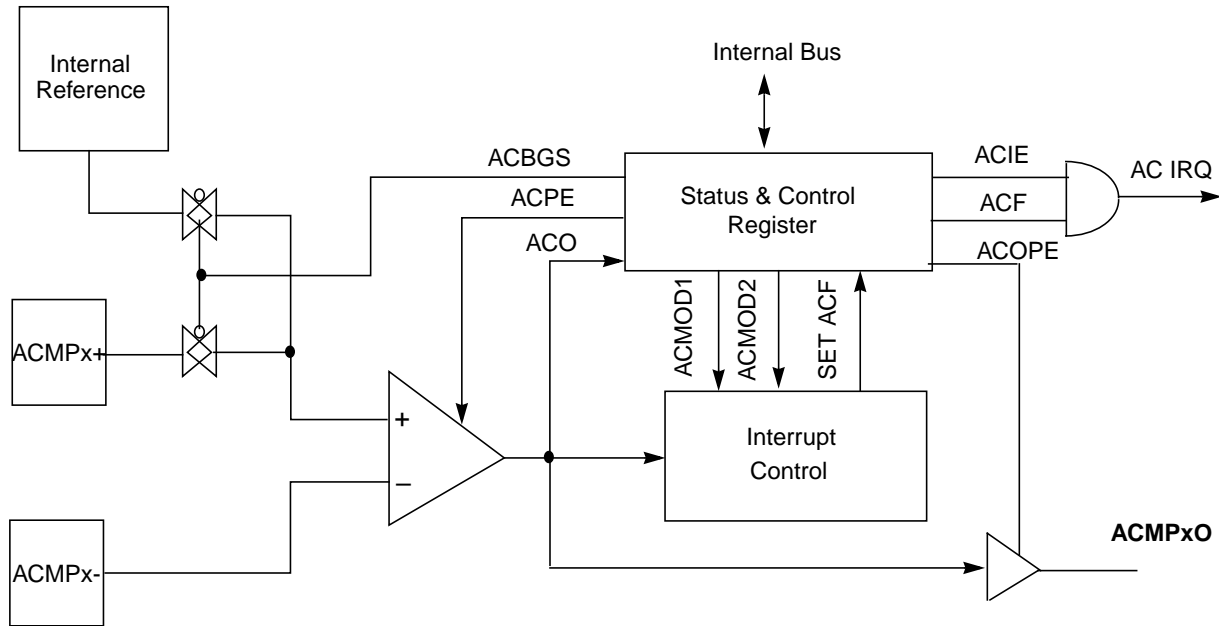 Internal
Reference
Internal Bus
ACBGS
ACPE
ACO
Status & Control
Register
ACIE
ACF
ACOPE
AC IRQ
ACMOD1
ACMOD2
SET ACF
ACMPx+
+
–
Interrupt
Control
ACMPx-
ACMPxO